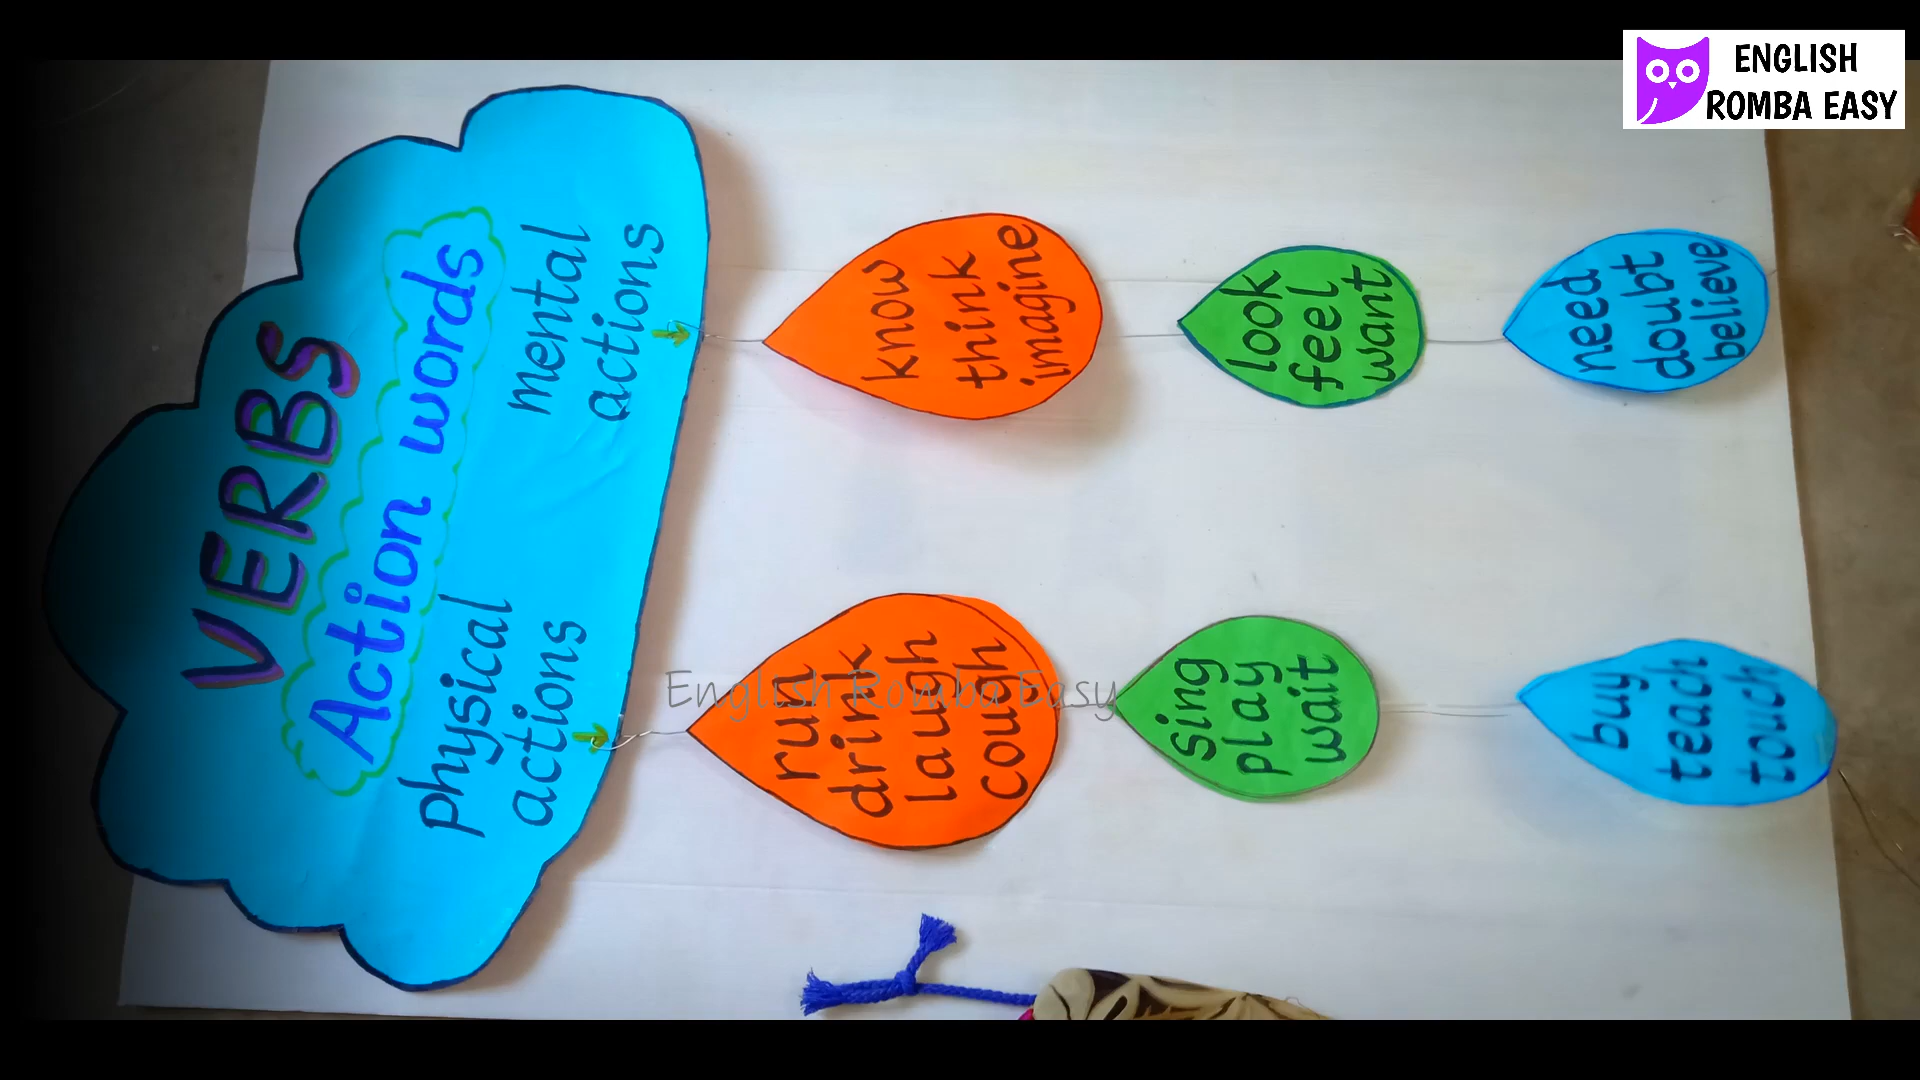 ENGLISH
ROMBA EASY
VERBS
Action words
physical
actions
mental
actions
run
drink
laugh
cough
sing
play
wait
buy
teach
touch
know
think
imagine
look
feel
want
need
doubt
believe
English Romba Easy